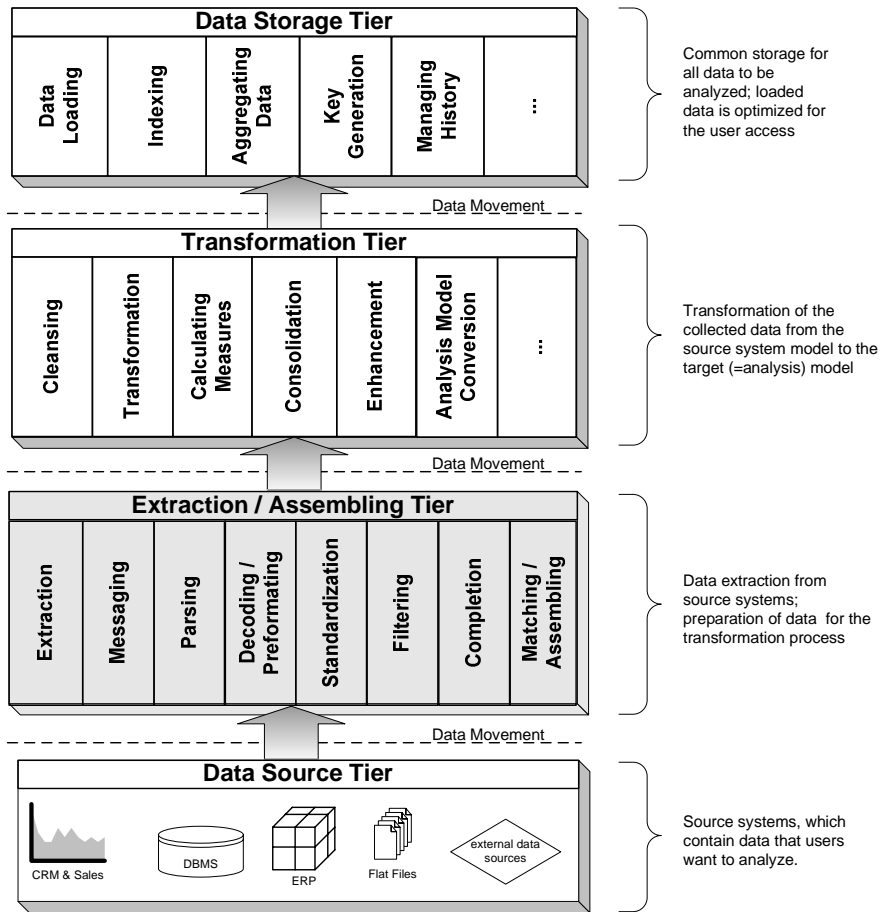 Data Storage Tier
Data
Loading
Indexing
Aggregating
Data
Key
Generation
Managing
History
...
Common storage for
all data to be
analyzed; loaded
data is optimized for
the user access
Data Movement
Transformation Tier
Cleansing
Transformation
Calculating
Measures
Consolidation
Enhancement
Analysis Model
Conversion
...
Transformation of the
collected data from the
source system model to the
target (=analysis) model
Data Movement
Extraction / Assembling Tier
Extraction
Messaging
Parsing
Decoding /
Preformating
Standardization
Filtering
Completion
Matching /
Assembling
Data extraction from
source systems;
preparation of data for the
transformation process
Data Movement
Data Source Tier
CRM & Sales
DBMS
ERP
Flat Files
external data
sources
Source systems, which
contain data that users
want to analyze.